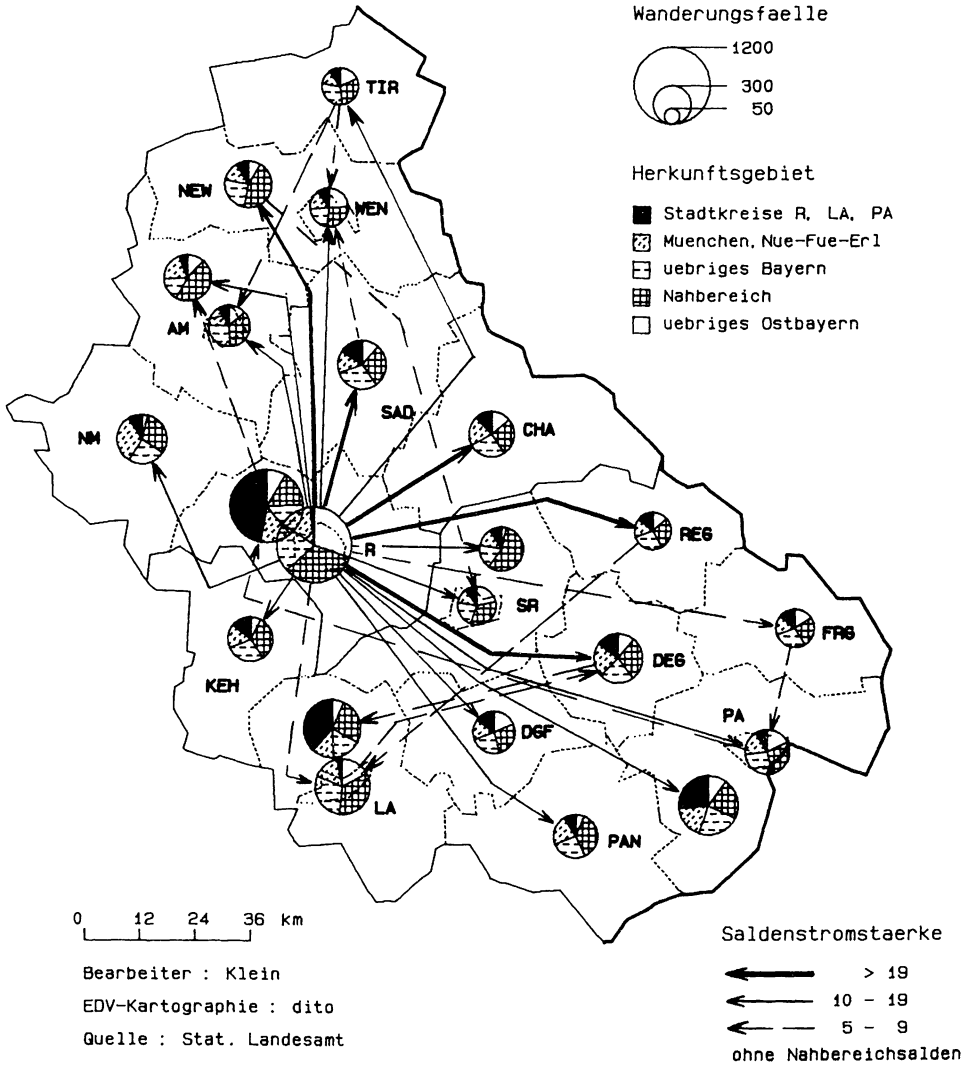 Wanderungsfaelle
1200
300
50
Herkunftsgebiet
Stadtkreise R, LA, PA
Muenchen, Nue-Fue-Erl
uebriges Bayern
Nahbereich
uebriges Ostbayern
TIR
NEW
WEN
AM
SAD
NM
CHA
R
REG
SR
FRG
KEH
DEG
PA
DGF
LA
PAN
0 12 24 36 km
Bearbeiter : Klein
EDV-Kartographie : dito
Quelle : Stat. Landesamt
Saldenstromstaerke
> 19
10 - 19
5 - 9
ohne Nahbereichsalden